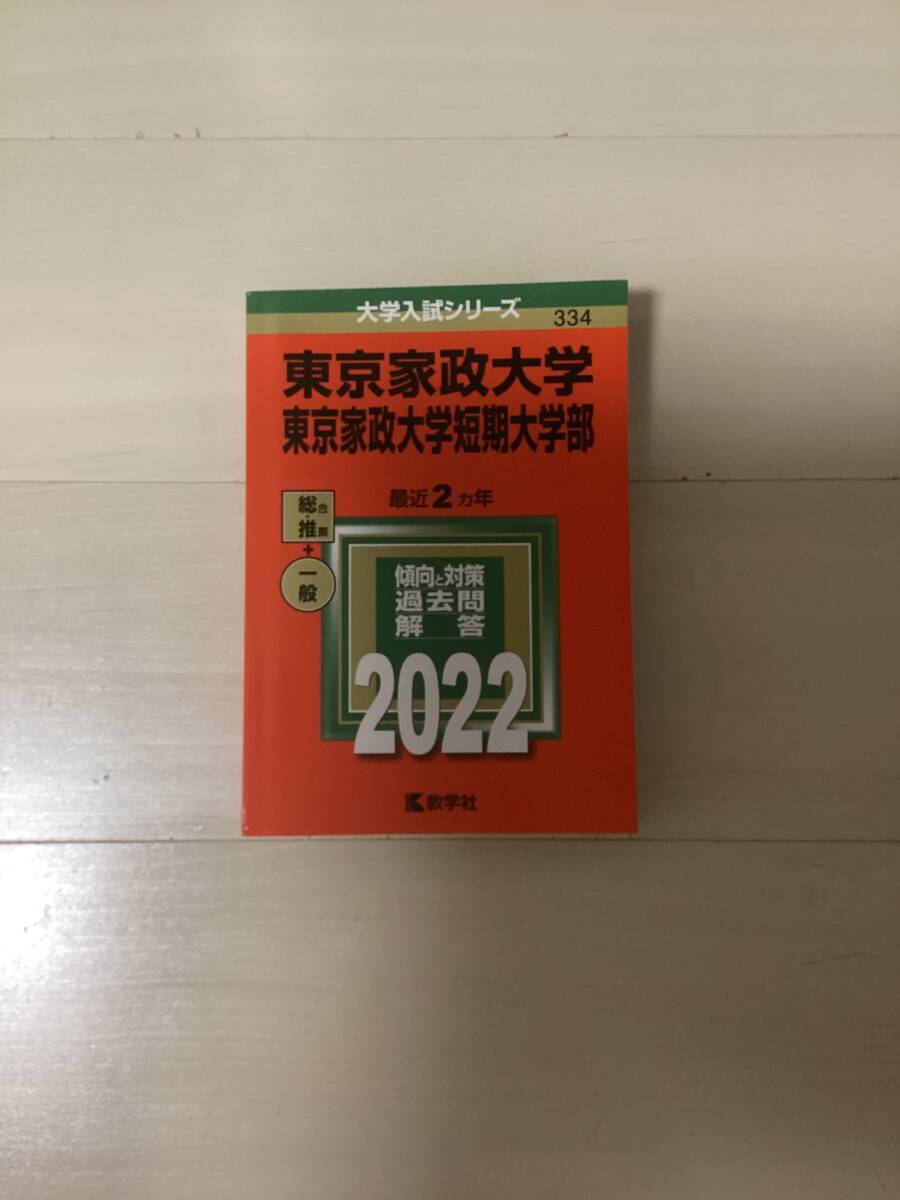 大学入試シリーズ
334
東京家政大学
東京家政大学短期大学部
最近2ヵ年
総合・
推薦
+
一般
傾向と対策
過去問
解答
2022
教学社